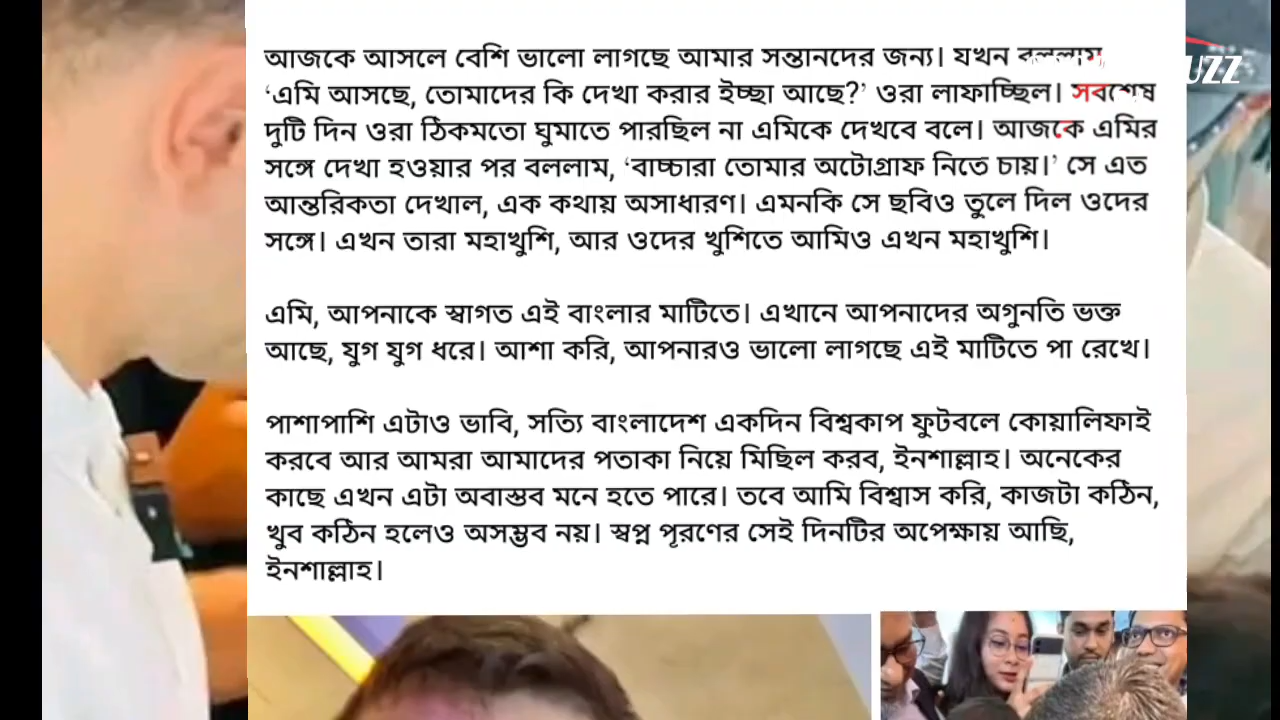 আজকে আসলে বেশি ভালো লাগছে আমার সন্তানদের জন্য। যখন বললাম
‘এমি আসছে, তোমাদের কি দেখা করার ইচ্ছা আছে?’ ওরা লাফাচ্ছিল। সবশেষ
দুটি দিন ওরা ঠিকমতো ঘুমাতে পারছিল না এমিকে দেখবে বলে। আজকে এমির
সঙ্গে দেখা হওয়ার পর বললাম, ‘বাচ্চারা তোমার অটোগ্রাফ নিতে চায়।’ সে এত
আন্তরিকতা দেখাল, এক কথায় অসাধারণ। এমনকি সে ছবিও তুলে দিল ওদের
সঙ্গে। এখন তারা মহাখুশি, আর ওদের খুশিতে আমিও এখন মহাখুশি।
এমি, আপনাকে স্বাগত এই বাংলার মাটিতে। এখানে আপনাদের অগুনতি ভক্ত
আছে, যুগ যুগ ধরে। আশা করি, আপনারও ভালো লাগছে এই মাটিতে পা রেখে।
পাশাপাশি এটাও ভাবি, সত্যি বাংলাদেশ একদিন বিশ্বকাপ ফুটবলে কোয়ালিফাই
করবে আর আমরা আমাদের পতাকা নিয়ে মিছিল করব, ইনশাল্লাহ। অনেকের
কাছে এখন এটা অবাস্তব মনে হতে পারে। তবে আমি বিশ্বাস করি, কাজটা কঠিন,
খুব কঠিন হলেও অসম্ভব নয়। স্বপ্ন পূরণের সেই দিনটির অপেক্ষায় আছি,
ইনশাল্লাহ।